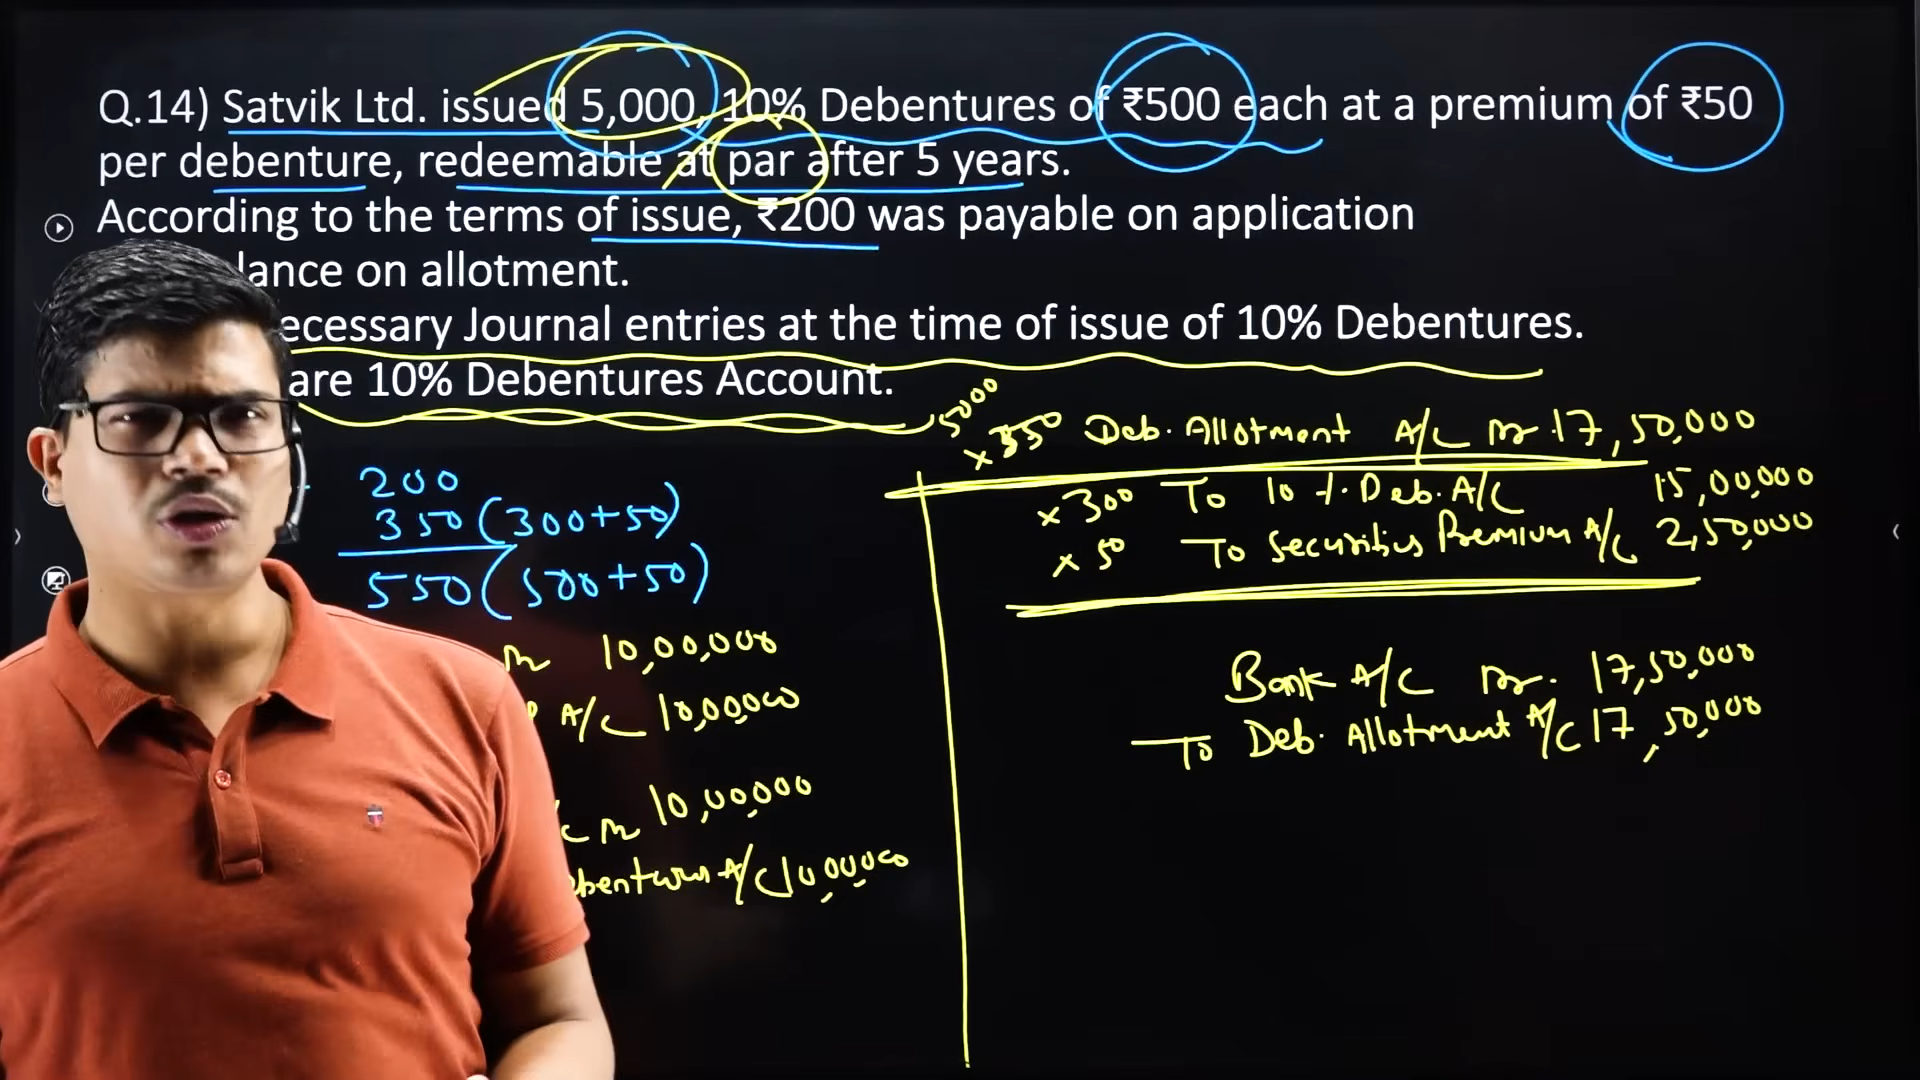 Q.14) Satvik Ltd. issued 5,000, 10% Debentures of ₹500 each at a premium of ₹50
per debenture, redeemable at par after 5 years.
According to the terms of issue, ₹200 was payable on application
lance on allotment.
ecessary Journal entries at the time of issue of 10% Debentures.
are 10% Debentures Account.
200
350 (300+50)
550 (500+50)
Dr 10,00,000
A/C 10,00,000
Dr 10,00,000
bentures A/C 10,00,000
5000
×350 Deb. Allotment A/C Dr. 17,50,000
×300 To 10 %. Deb. A/C 15,00,000
×50 To Securities Premium A/C 2,50,000
Bank A/C Dr. 17,50,000
To Deb. Allotment A/C 17,50,000